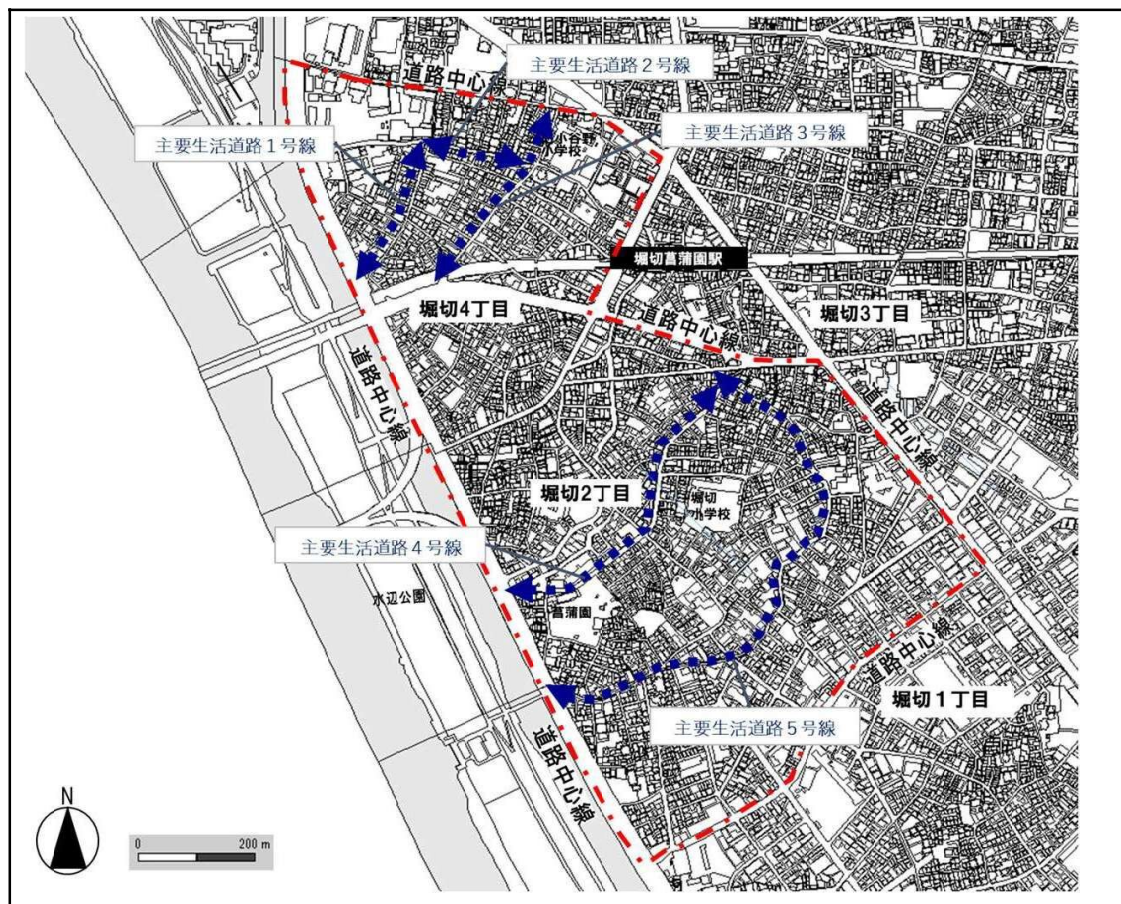 主要生活道路２号線
道路中心線
主要生活道路１号線
小谷野
小学校
主要生活道路３号線
堀切菖蒲園駅
堀切4丁目
道路中心線
堀切3丁目
道路中心線
道路中心線
堀切2丁目
堀切
小学校
主要生活道路４号線
水辺公園
菖蒲園
道路中心線
堀切１丁目
主要生活道路５号線
道路中心線
N
0
200 m